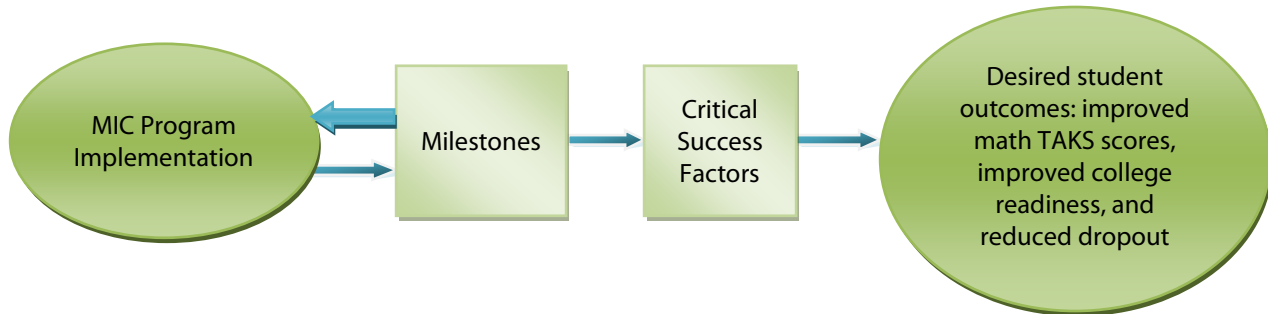 MIC Program
Implementation
Milestones
Critical
Success
Factors
Desired student
outcomes: improved
math TAKS scores,
improved college
readiness, and
reduced dropout